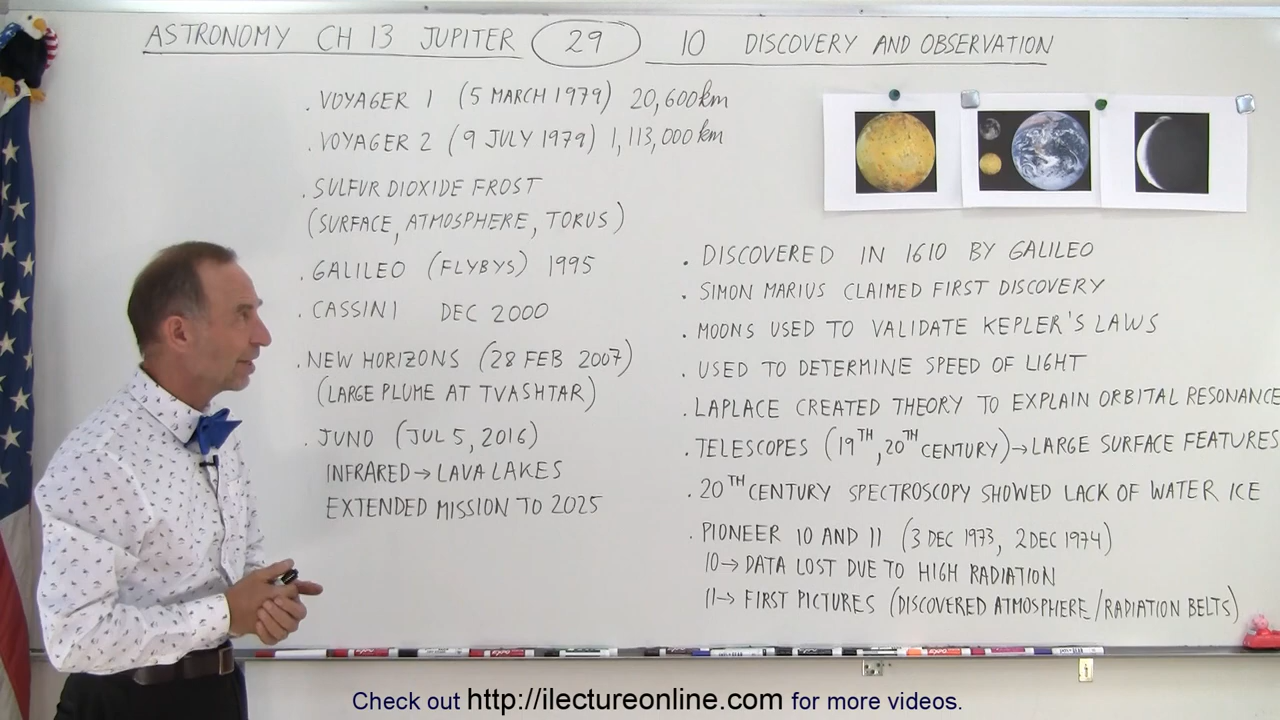 ASTRONOMY CH 13 JUPITER 29 10 DISCOVERY AND OBSERVATION
. VOYAGER 1 (5 MARCH 1979) 20,600km
. VOYAGER 2 (9 JULY 1979) 1,113,000km
. SULFUR DIOXIDE FROST
(SURFACE, ATMOSPHERE, TORUS)
. GALILEO (FLYBYS) 1995
. CASSINI DEC 2000
. NEW HORIZONS (28 FEB 2007)
(LARGE PLUME AT TVASHTAR)
. JUNO (JUL 5, 2016)
INFRARED → LAVA LAKES
EXTENDED MISSION TO 2025
. DISCOVERED IN 1610 BY GALILEO
. SIMON MARIUS CLAIMED FIRST DISCOVERY
. MOONS USED TO VALIDATE KEPLER'S LAWS
. USED TO DETERMINE SPEED OF LIGHT
. LAPLACE CREATED THEORY TO EXPLAIN ORBITAL RESONANCE
. TELESCOPES (19TH, 20TH CENTURY) → LARGE SURFACE FEATURES
. 20TH CENTURY SPECTROSCOPY SHOWED LACK OF WATER ICE
. PIONEER 10 AND 11 (3 DEC 1973, 2 DEC 1974)
10 → DATA LOST DUE TO HIGH RADIATION
11 → FIRST PICTURES (DISCOVERED ATMOSPHERE/RADIATION BELTS)
Check out http://ilectureonline.com for more videos.